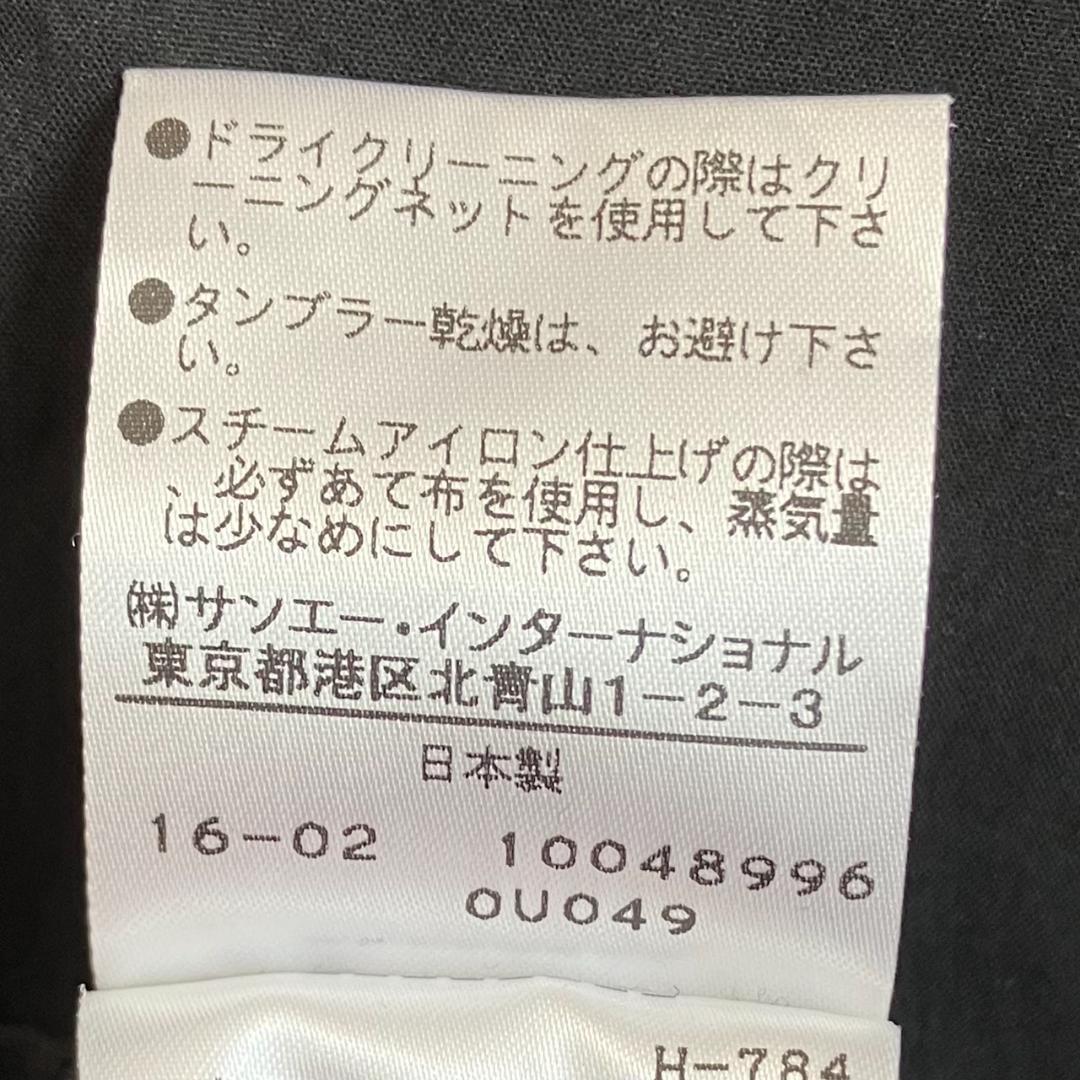 ●ドライクリーニングの際はクリ
ーニングネットを使用して下さ
い。
●タンブラー乾燥は、お避け下さ
い。
●スチームアイロン仕上げの際は
、必ずあて布を使用し、蒸気量
は少なめにして下さい。
㈱サンエー・インターナショナル
東京都港区北青山1-2-3
日本製
16-02 10048996
0U049
H-784